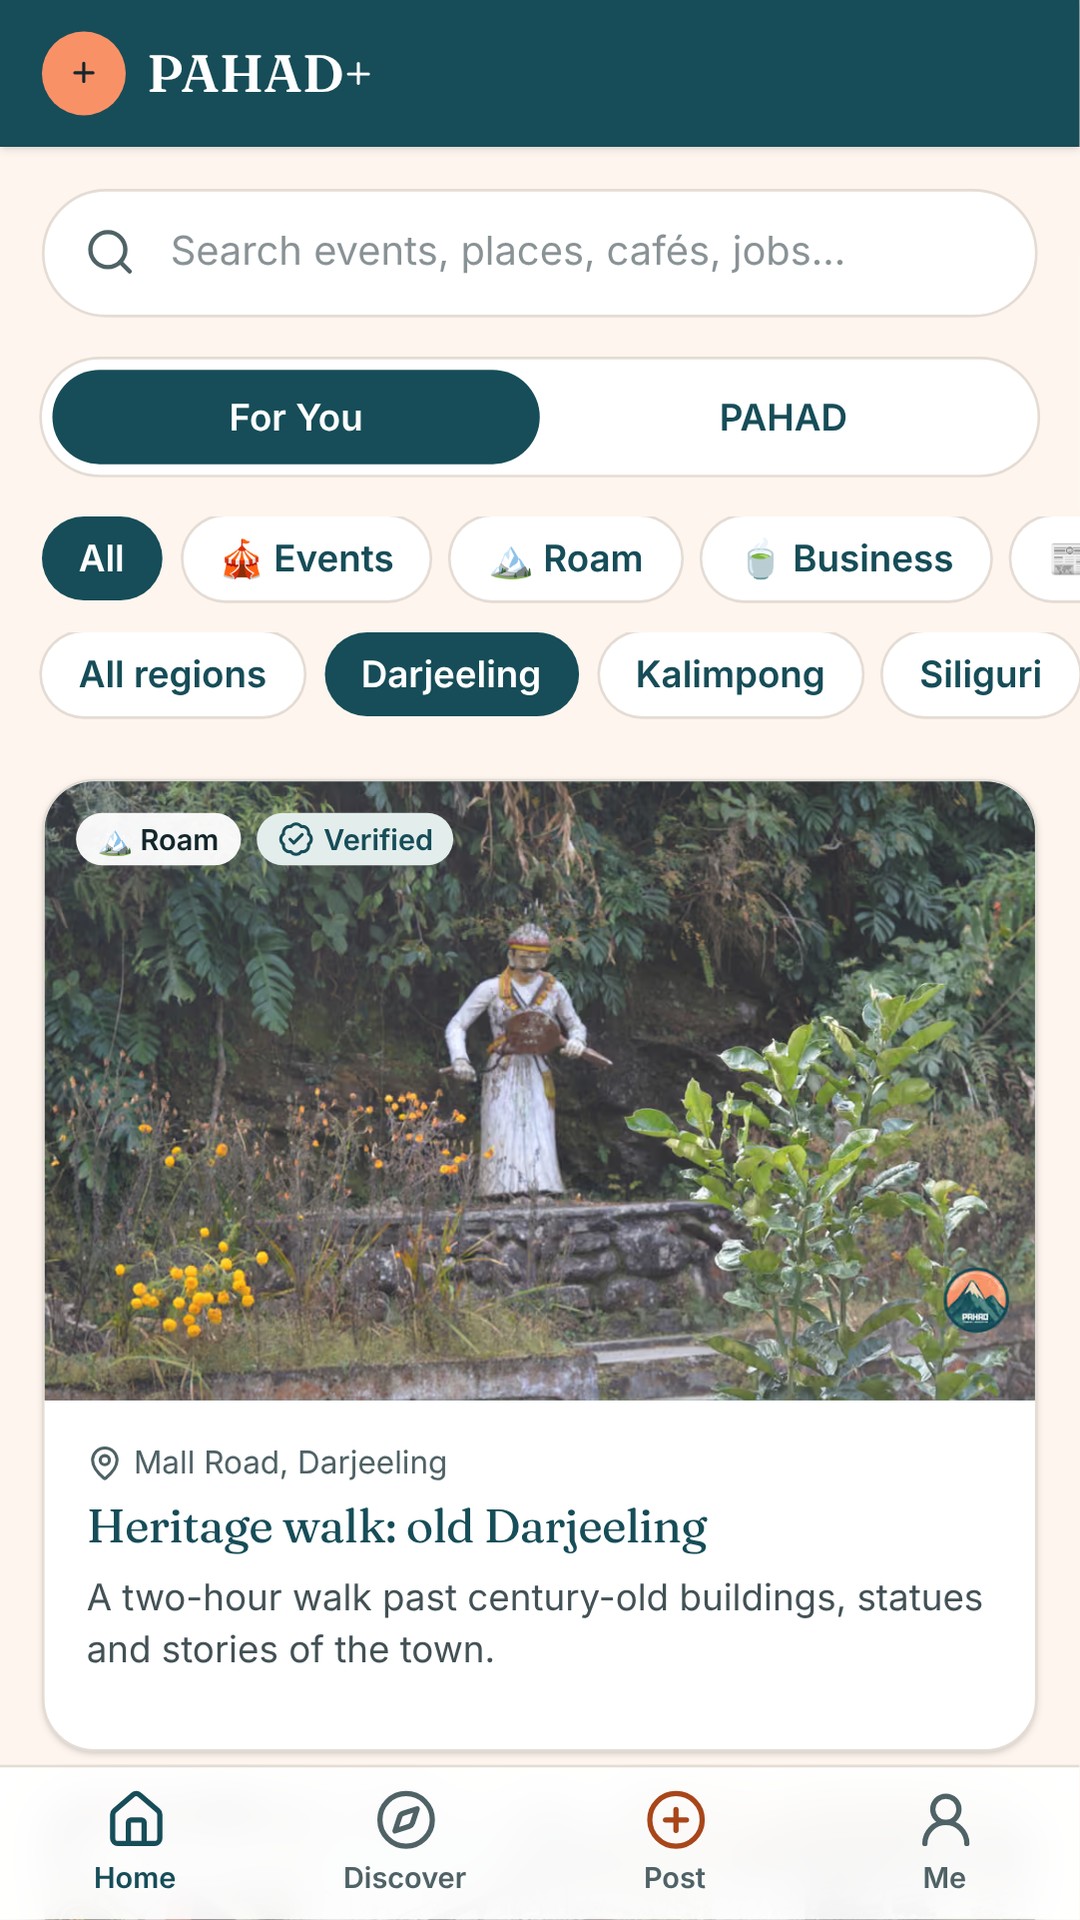 + PAHAD+
Search events, places, cafés, jobs...
For You
PAHAD
All
Events
Roam
Business
All regions
Darjeeling
Kalimpong
Siliguri
Roam
Verified
PAHAD
Mall Road, Darjeeling
Heritage walk: old Darjeeling
A two-hour walk past century-old buildings, statues
and stories of the town.
Home
Discover
Post
Me